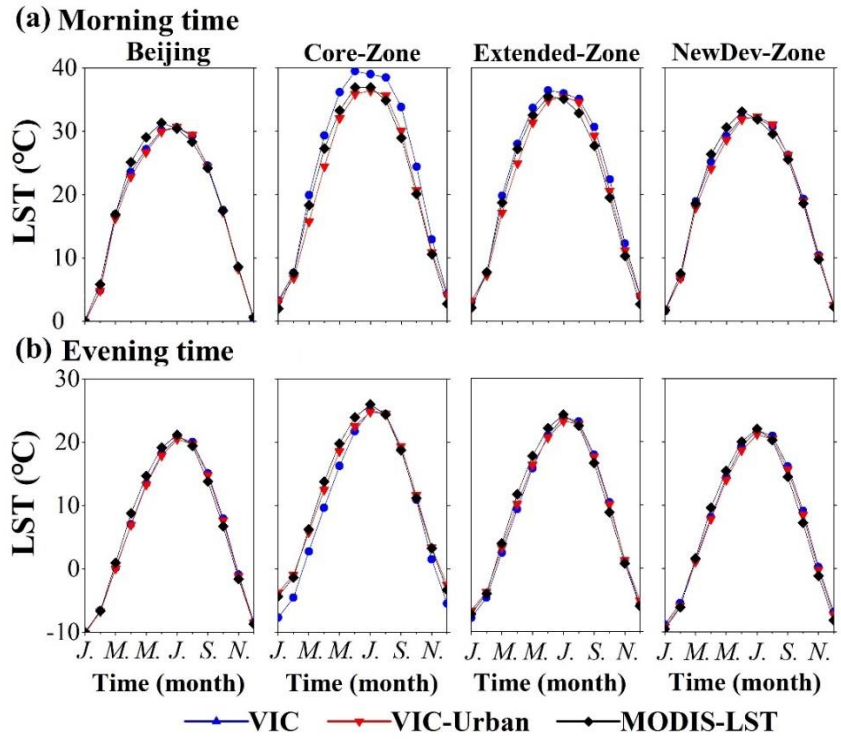 (a) Morning time
Beijing Core-Zone Extended-Zone NewDev-Zone
40
30
20
10
0
LST (℃)
(b) Evening time
30
20
10
0
-10
LST (℃)
J. M. M. J. S. N. J. M. M. J. S. N. J. M. M. J. S. N. J. M. M. J. S. N.
Time (month) Time (month) Time (month) Time (month)
VIC VIC-Urban MODIS-LST